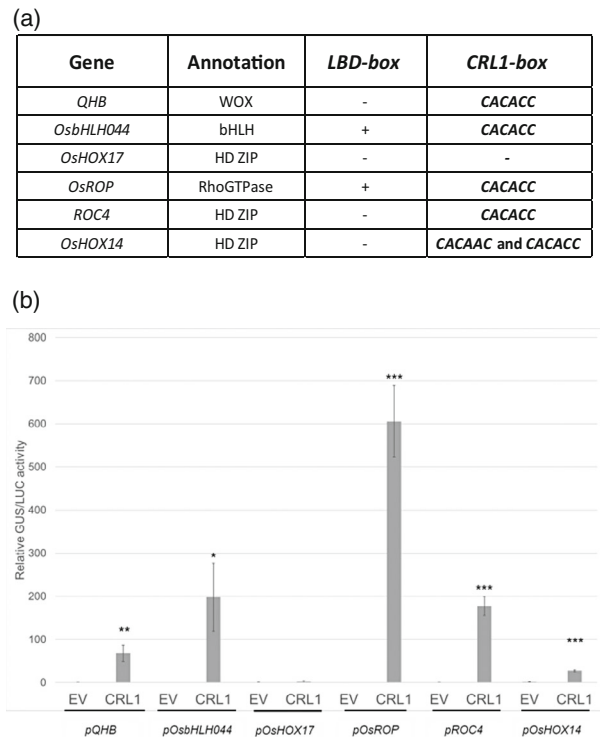 (a)
Gene Annotation LBD-box CRL1-box
QHB WOX - CACACC
OsbHLH044 bHLH + CACACC
OsHOX17 HD ZIP - -
OsROP RhoGTPase + CACACC
ROC4 HD ZIP - CACACC
OsHOX14 HD ZIP - CACAAC and CACACC
(b)
Relative GUS/LUC activity
800
700
600
500
400
300
200
100
0
** * *** *** ***
EV CRL1 EV CRL1 EV CRL1 EV CRL1 EV CRL1 EV CRL1
pQHB pOsbHLH044 pOsHOX17 pOsROP pROC4 pOsHOX14